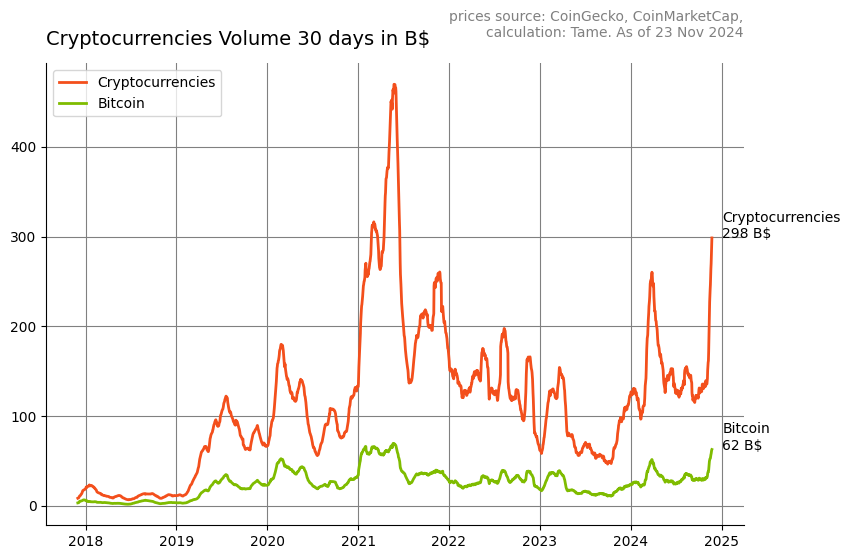 prices source: CoinGecko, CoinMarketCap,
calculation: Tame. As of 23 Nov 2024
Cryptocurrencies Volume 30 days in B$
Cryptocurrencies
Bitcoin
400
300
200
100
0
Cryptocurrencies
298 B$
Bitcoin
62 B$
2018
2019
2020
2021
2022
2023
2024
2025